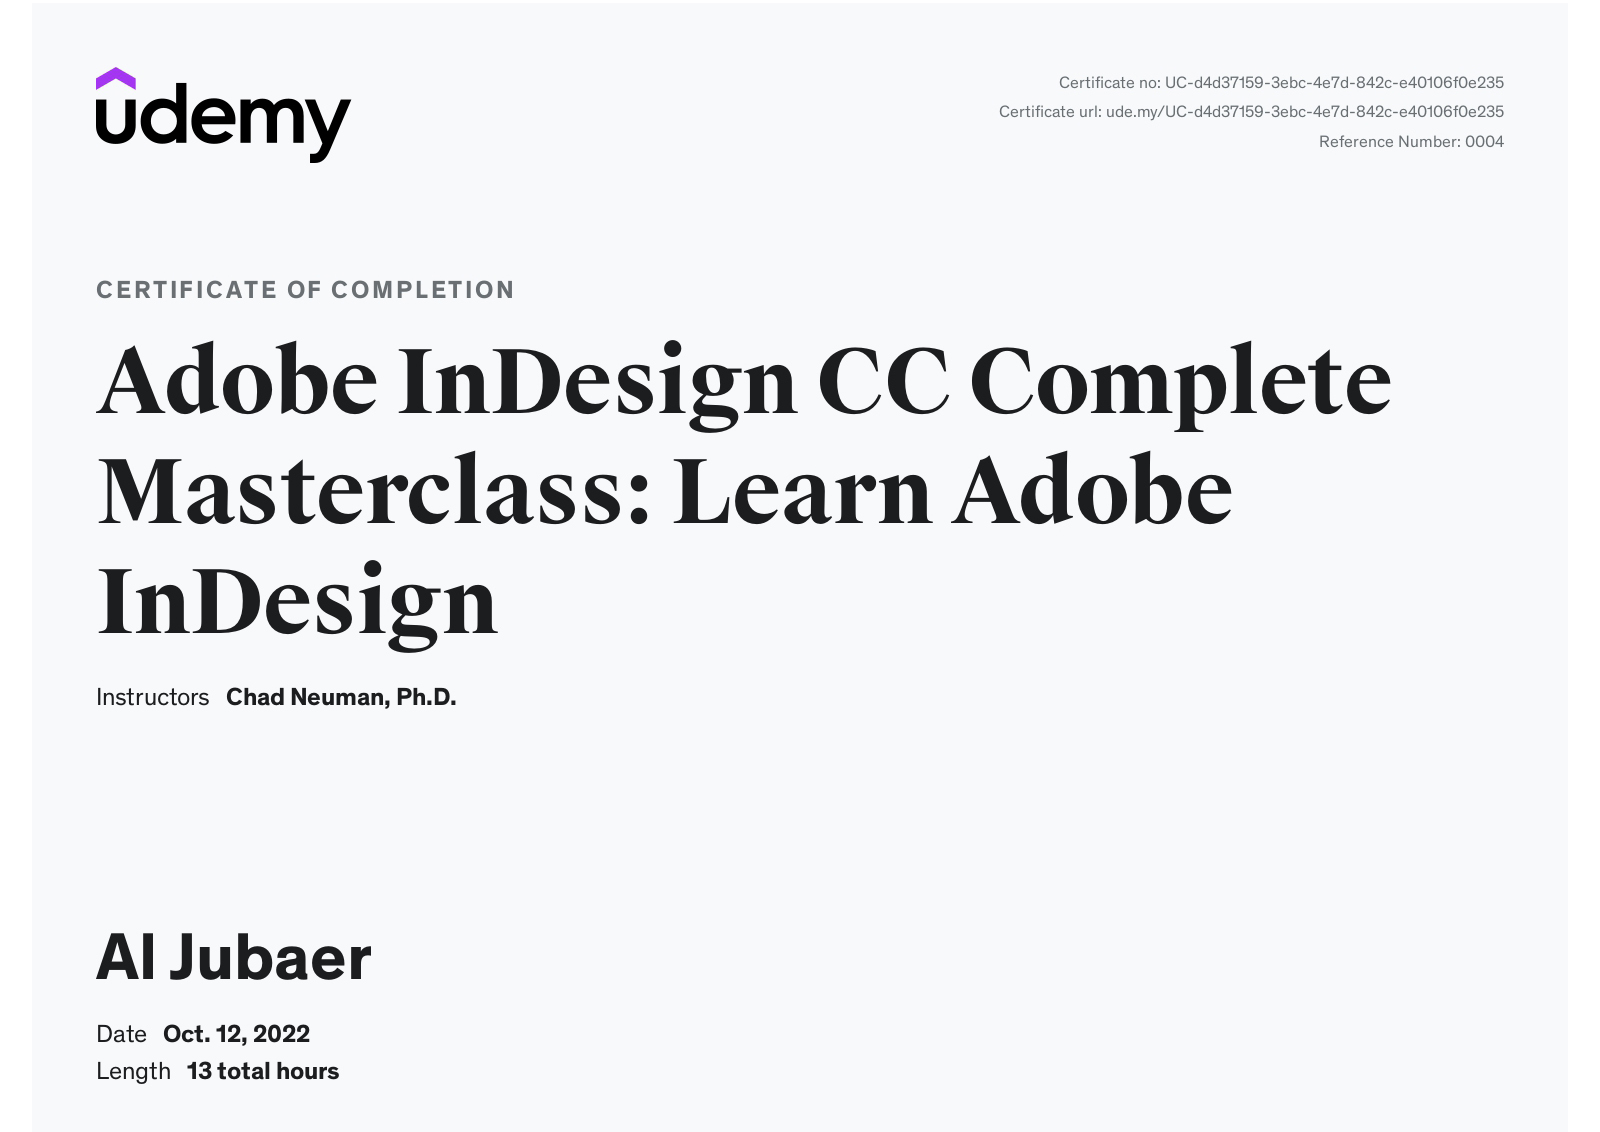 udemy
Certificate no: UC-d4d37159-3ebc-4e7d-842c-e40106f0e235
Certificate url: ude.my/UC-d4d37159-3ebc-4e7d-842c-e40106f0e235
Reference Number: 0004
CERTIFICATE OF COMPLETION
Adobe InDesign CC Complete
Masterclass: Learn Adobe
InDesign
Instructors Chad Neuman, Ph.D.
Al Jubaer
Date Oct. 12, 2022
Length 13 total hours